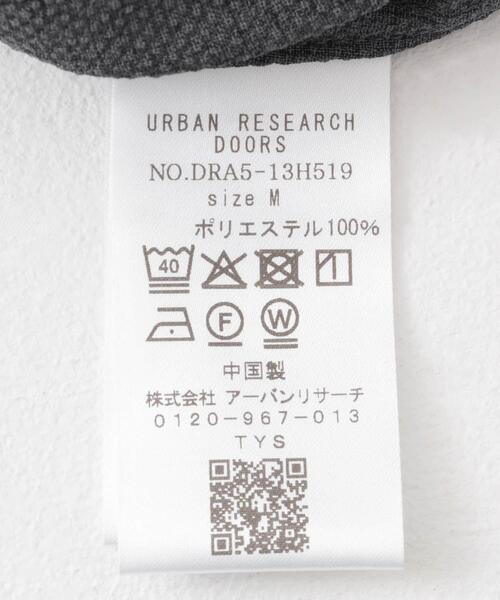 URBAN RESEARCH
DOORS
NO.DRA5-13H519
size M
ポリエステル100%
40
F W
中国製
株式会社 アーバンリサーチ
0120-967-013
TYS